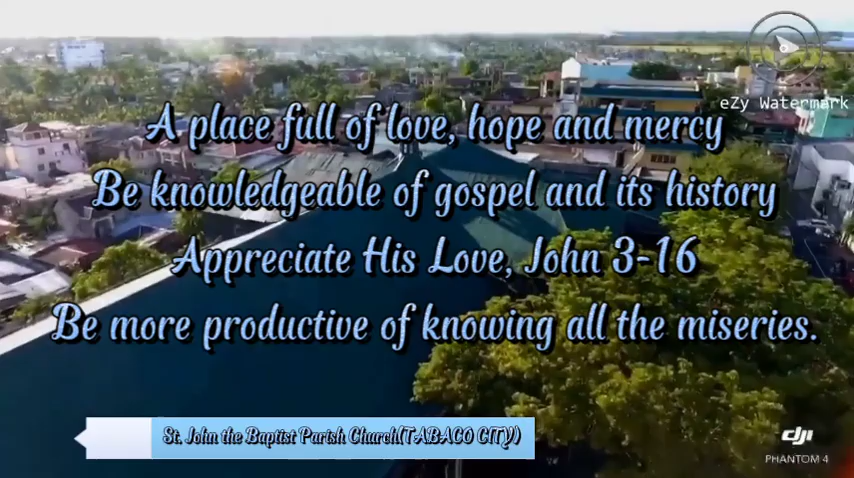 eZy Watermark
A place full of love, hope and mercy
Be knowledgeable of gospel and its history
Appreciate His Love, John 3-16
Be more productive of knowing all the miseries.
St. John the Baptist Parish Church(TABACO CITY)
dji
PHANTOM 4